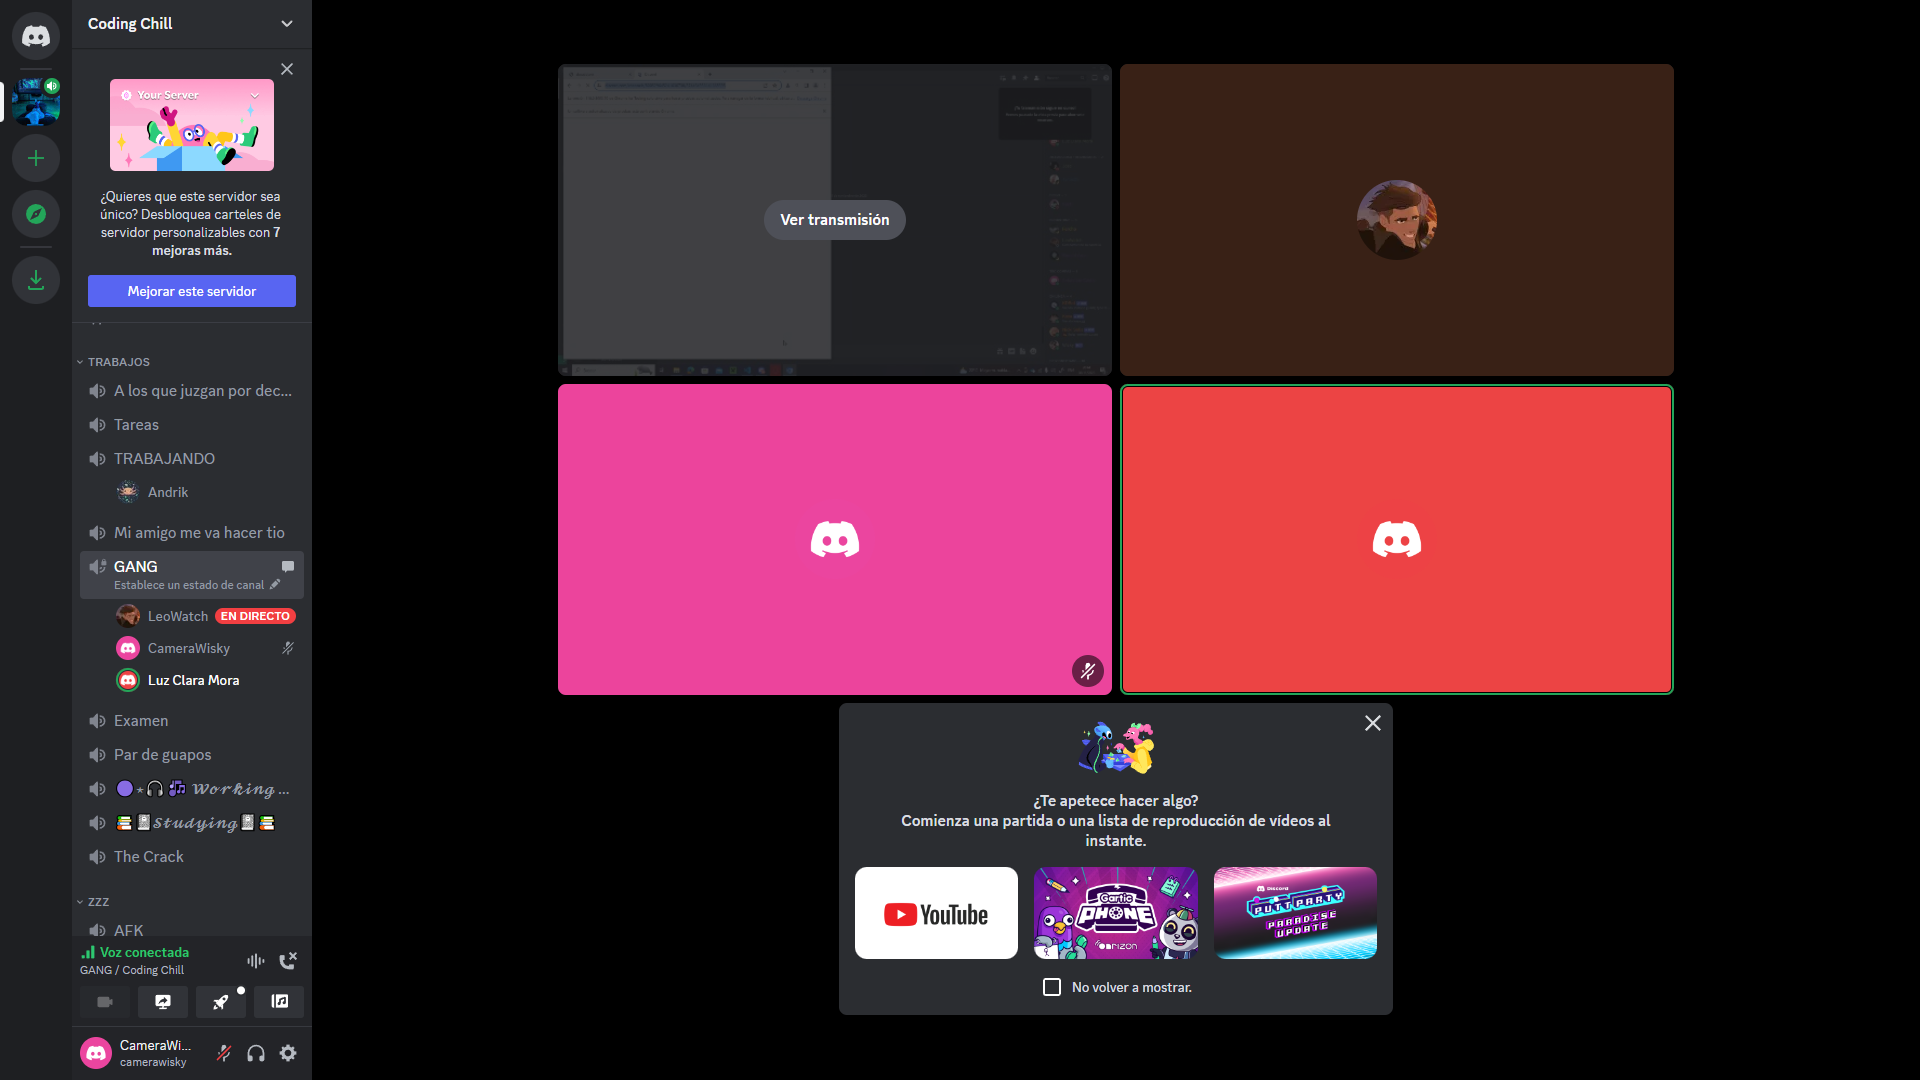 Coding Chill
Your Server
¿Quieres que este servidor sea
único? Desbloquea carteles de
servidor personalizables con 7
mejoras más.
Mejorar este servidor
TRABAJOS
A los que juzgan por dec...
Tareas
TRABAJANDO
Andrik
Mi amigo me va hacer tio
GANG
Establece un estado de canal
LeoWatch EN DIRECTO
CameraWisky
Luz Clara Mora
Examen
Par de guapos
𝓦𝓸𝓻𝓴𝓲𝓷𝓰 ...
𝓢𝓽𝓾𝓭𝔂𝓲𝓷𝓰
The Crack
ZZZ
AFK
Voz conectada
GANG / Coding Chill
CameraWi...
camerawisky
Ver transmisión
¿Te apetece hacer algo?
Comienza una partida o una lista de reproducción de vídeos al
instante.
YouTube
Gartic
PHONE
ONRIZON
Discord
PUTT PARTY
PARADISE
UPDATE
No volver a mostrar.